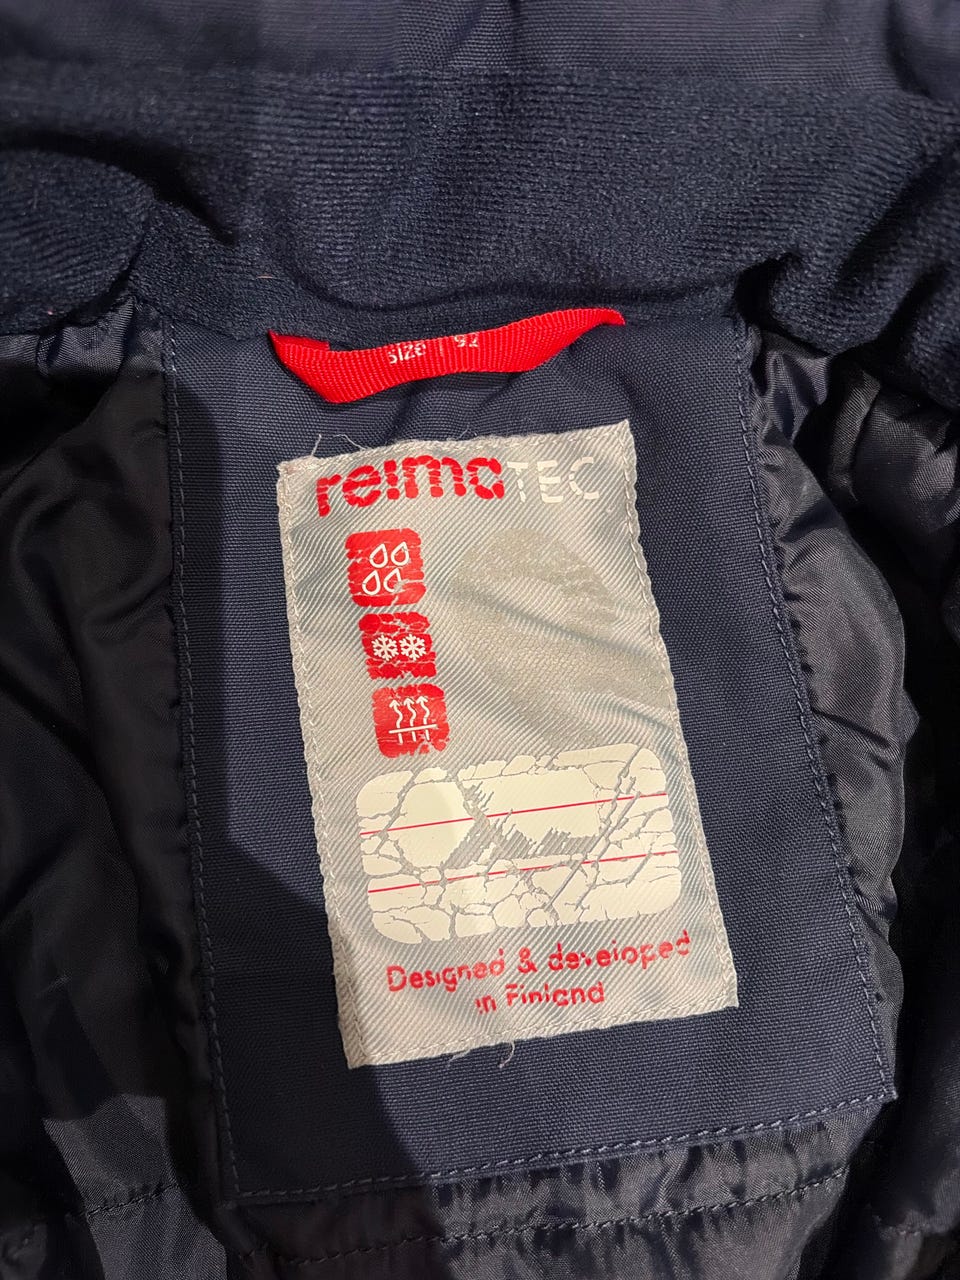 SIZE | 92
reimaTEC
Designed & developed
in Finland